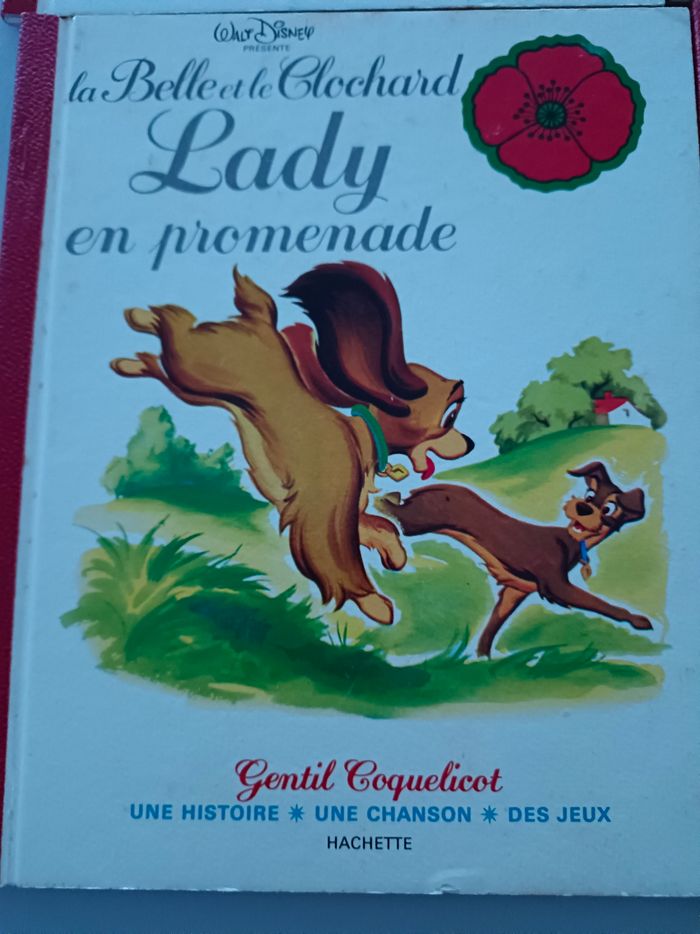 Walt Disney
PRÉSENTE
la Belle et le Clochard
Lady
en promenade
Gentil Coquelicot
UNE HISTOIRE * UNE CHANSON * DES JEUX
HACHETTE